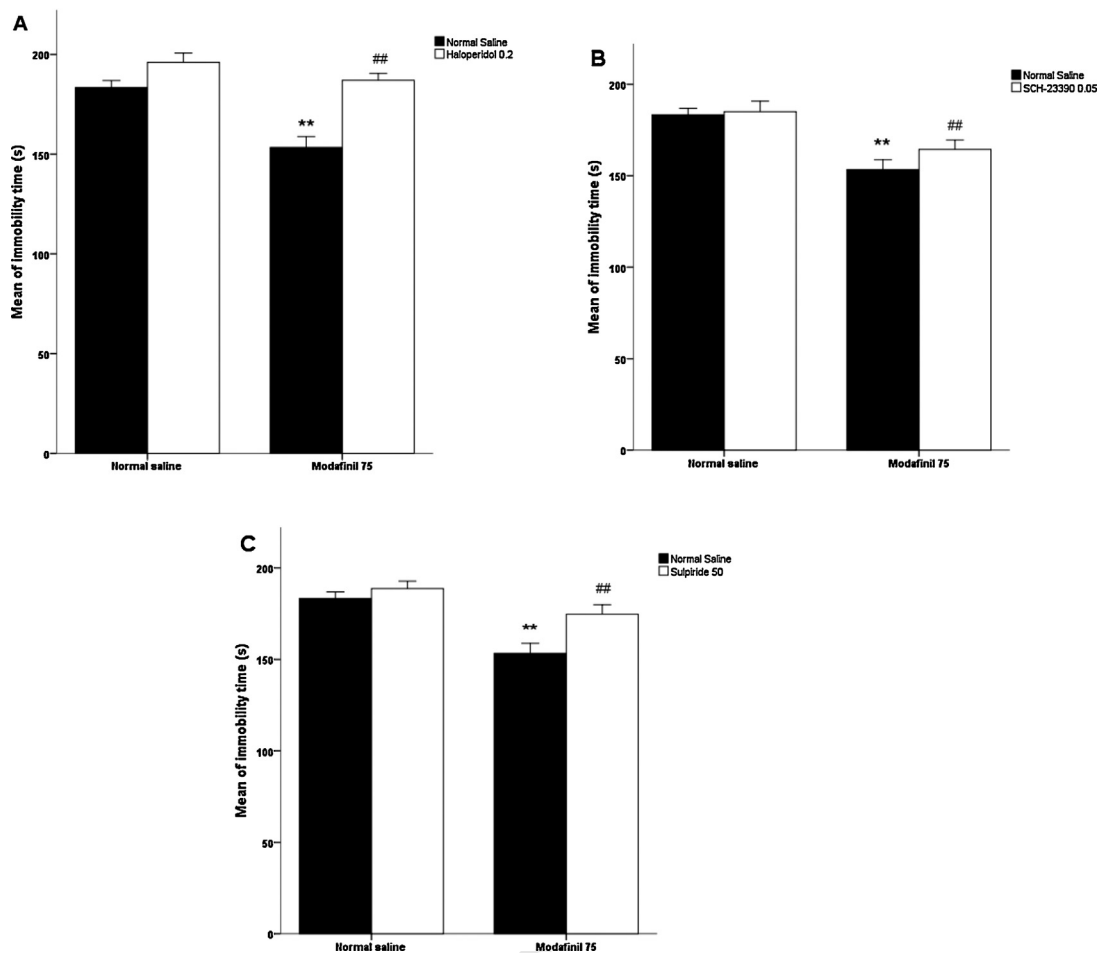 A
Normal Saline
Haloperidol 0.2
Mean of immobility time (s)
200
150
100
50
0
**
##
Normal saline
Modafinil 75
B
Normal Saline
SCH-23390 0.05
Mean of immobility time (s)
200
150
100
50
0
**
##
Normal saline
Modafinil 75
C
Normal Saline
Sulpiride 50
Mean of immobility time (s)
200
150
100
50
0
**
##
Normal saline
Modafinil 75